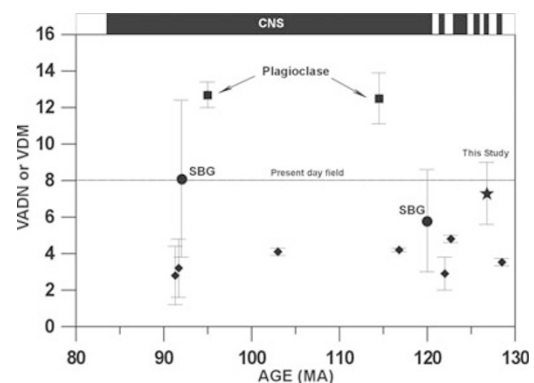 CNS
16
14
12
10
8
6
4
2
0
VADN or VDM
Plagioclase
This Study
SBG
Present day field
SBG
80 90 100 110 120 130
AGE (MA)